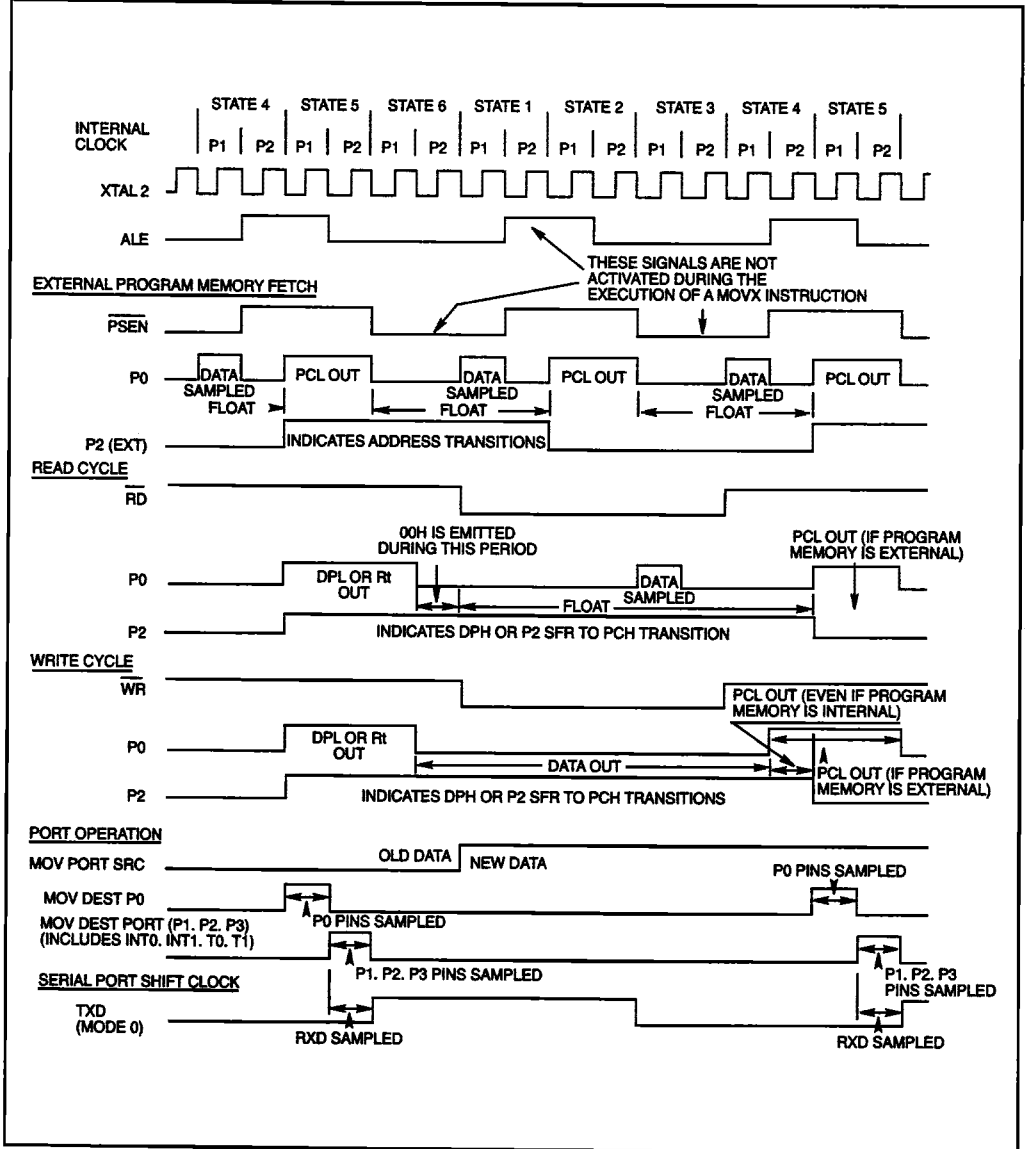 STATE 4 STATE 5 STATE 6 STATE 1 STATE 2 STATE 3 STATE 4 STATE 5
INTERNAL
CLOCK
P1 P2 P1 P2 P1 P2 P1 P2 P1 P2 P1 P2 P1 P2 P1 P2
XTAL 2
ALE
THESE SIGNALS ARE NOT
ACTIVATED DURING THE
EXECUTION OF A MOVX INSTRUCTION
EXTERNAL PROGRAM MEMORY FETCH
PSEN
P0
DATA PCL OUT DATA PCL OUT DATA PCL OUT
SAMPLED SAMPLED SAMPLED
FLOAT FLOAT FLOAT
P2 (EXT)
INDICATES ADDRESS TRANSITIONS
READ CYCLE
RD
00H IS EMITTED
DURING THIS PERIOD
PCL OUT (IF PROGRAM
MEMORY IS EXTERNAL)
P0
DPL OR Rt
OUT
DATA
SAMPLED
FLOAT
P2
INDICATES DPH OR P2 SFR TO PCH TRANSITION
WRITE CYCLE
WR
PCL OUT (EVEN IF PROGRAM
MEMORY IS INTERNAL)
P0
DPL OR Rt
OUT
DATA OUT
PCL OUT (IF PROGRAM
MEMORY IS EXTERNAL)
P2
INDICATES DPH OR P2 SFR TO PCH TRANSITIONS
PORT OPERATION
MOV PORT SRC
OLD DATA NEW DATA
P0 PINS SAMPLED
MOV DEST P0
P0 PINS SAMPLED
MOV DEST PORT (P1. P2. P3)
(INCLUDES INT0. INT1. T0. T1)
P1. P2. P3 PINS SAMPLED
P1. P2. P3
PINS SAMPLED
SERIAL PORT SHIFT CLOCK
TXD
(MODE 0)
RXD SAMPLED
RXD SAMPLED